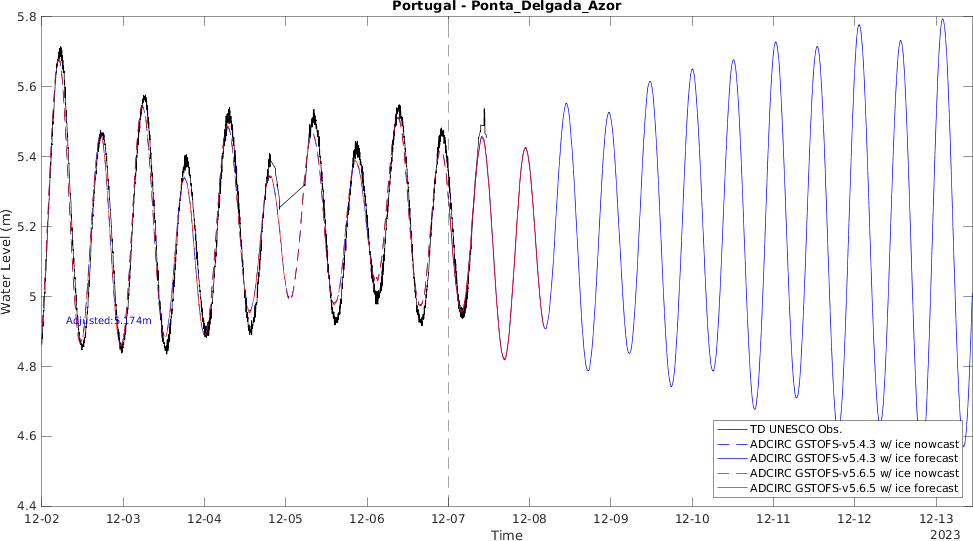 Portugal - Ponta_Delgada_Azor
5.8
5.6
5.4
5.2
5
4.8
4.6
4.4
Water Level (m)
Adjusted:5.174m
TD UNESCO Obs.
ADCIRC GSTOFS-v5.4.3 w/ ice nowcast
ADCIRC GSTOFS-v5.4.3 w/ ice forecast
ADCIRC GSTOFS-v5.6.5 w/ ice nowcast
ADCIRC GSTOFS-v5.6.5 w/ ice forecast
12-02 12-03 12-04 12-05 12-06 12-07 12-08 12-09 12-10 12-11 12-12 12-13
Time 2023